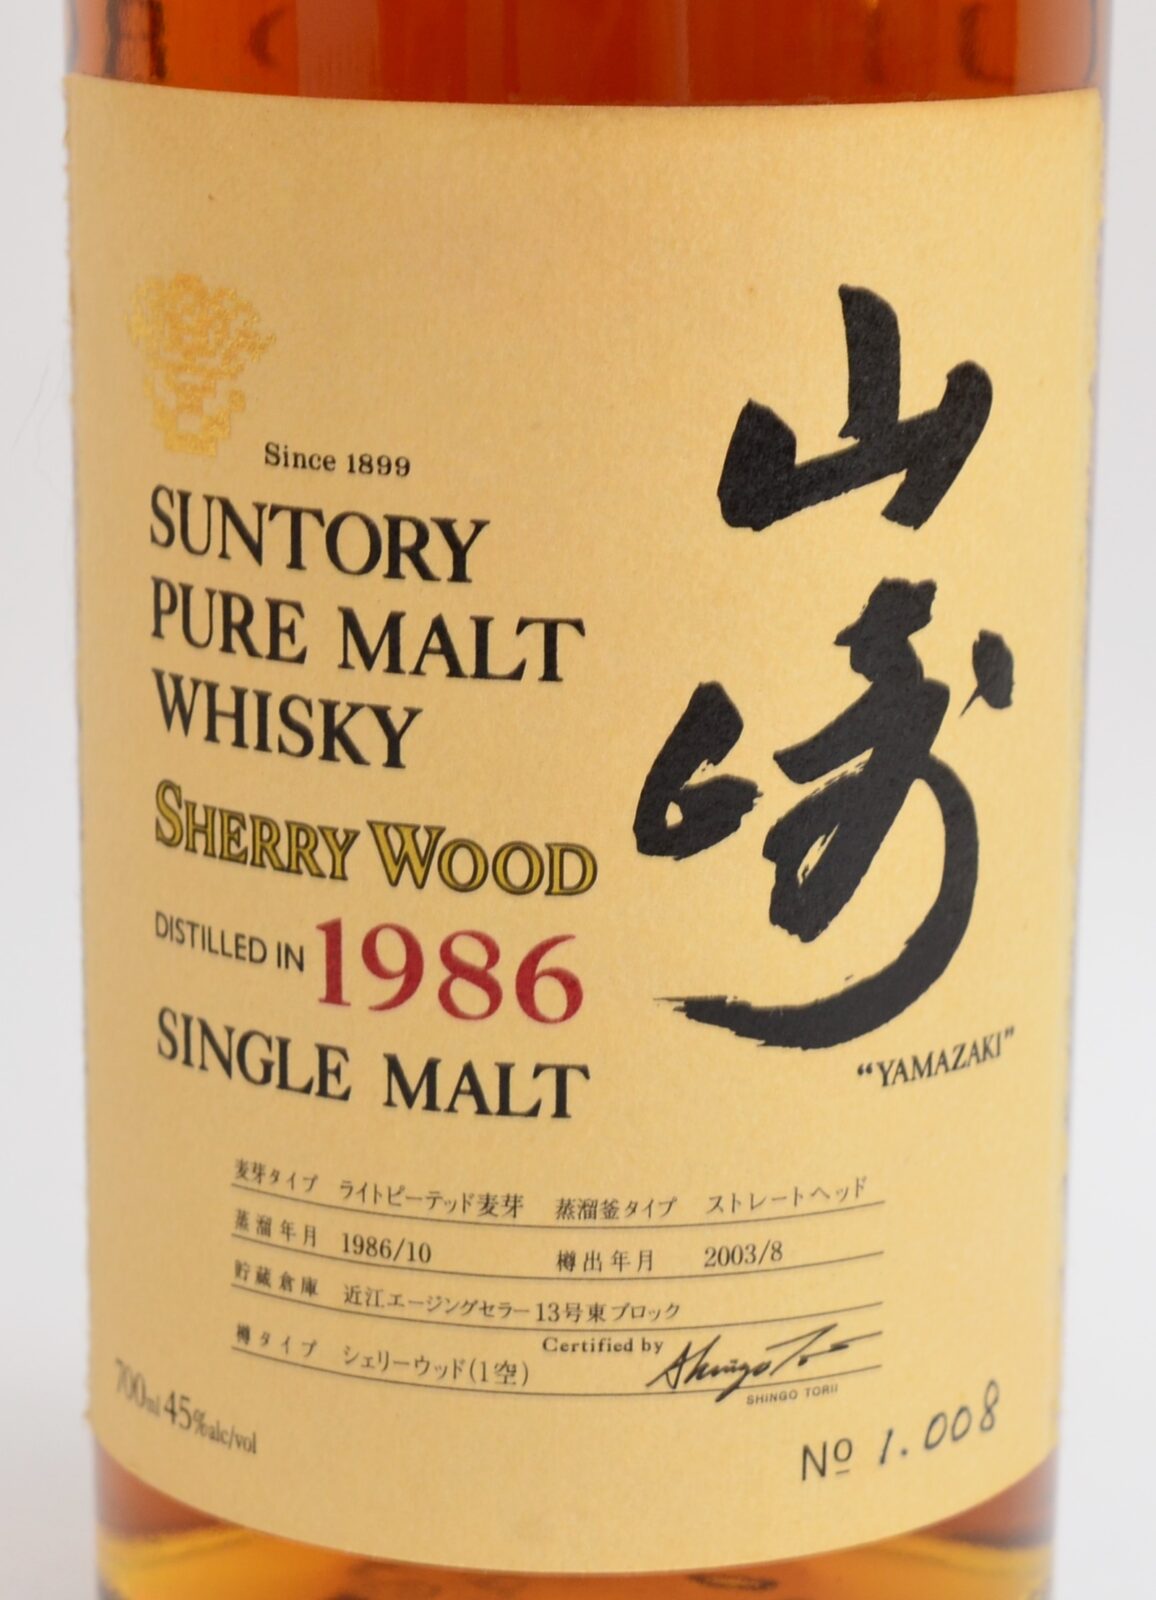 Since 1899
SUNTORY
PURE MALT
WHISKY
SHERRY WOOD
DISTILLED IN 1986
SINGLE MALT
山崎
"YAMAZAKI"
麦芽タイプ ライトピーテッド麦芽 蒸溜釜タイプ ストレートヘッド
蒸溜年月 1986/10 樽出年月 2003/8
貯蔵倉庫 近江エージングセラー13号東ブロック
樽タイプ シェリーウッド(1空) Certified by Shingo Torii
SHINGO TORII
700ml 45%alc/vol
Nº 1.008